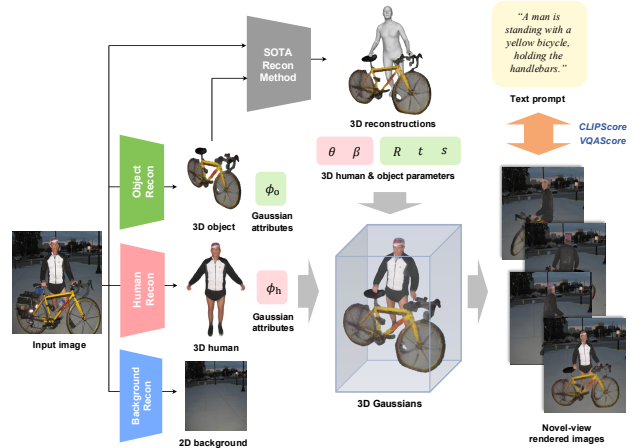 SOTA
Recon
Method
3D reconstructions
“A man is
standing with a
yellow bicycle,
holding the
handlebars.”
Text prompt
CLIPScore
VQAScore
Object
Recon
3D object
ϕo
Gaussian
attributes
θ β
R t s
3D human & object parameters
Input image
Human
Recon
3D human
ϕh
Gaussian
attributes
3D Gaussians
Background
Recon
2D background
Novel-view
rendered images